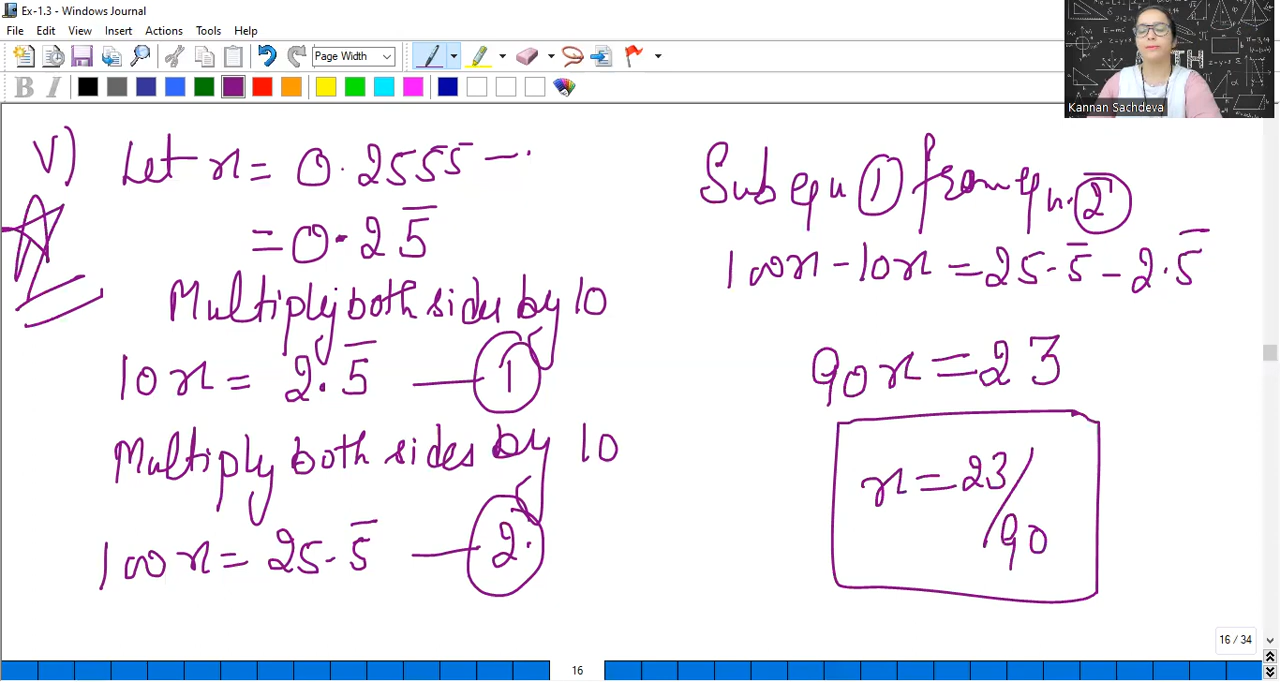 Ex-1.3 - Windows Journal
File Edit View Insert Actions Tools Help
Page Width
B I
Kannan Sachdeva
V) Let x = 0.2555 ---
= 0.25̅
Multiply both sides by 10
10x = 2.5̅ — 1
Multiply both sides by 10
100x = 25.5̅ — 2.
Sub equn 1 from equn. 2
100x - 10x = 25.5̅ - 2.5̅
90x = 23
x = 23/90
16 / 34
16